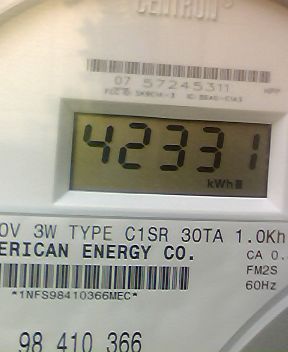 CENTRON®
07 57245311
42331
kWh
0V 3W TYPE C1SR 30TA 1.0Kh
ERICAN ENERGY CO.
CA 0.
FM2S
*1NFS98410366MEC*
60Hz
98 410 366